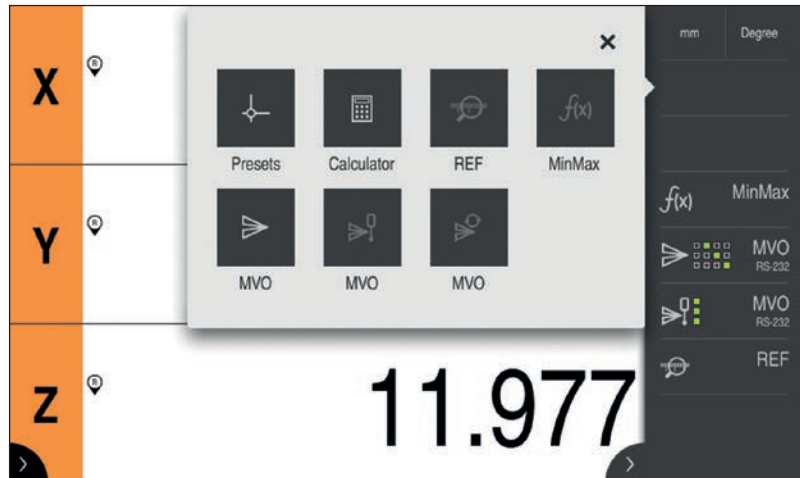 X
R
Y
R
Z
R
11.977
×
Presets
Calculator
REF
f(x)
MinMax
MVO
MVO
MVO
mm
Degree
f(x)
MinMax
MVO
RS-232
MVO
RS-232
REF